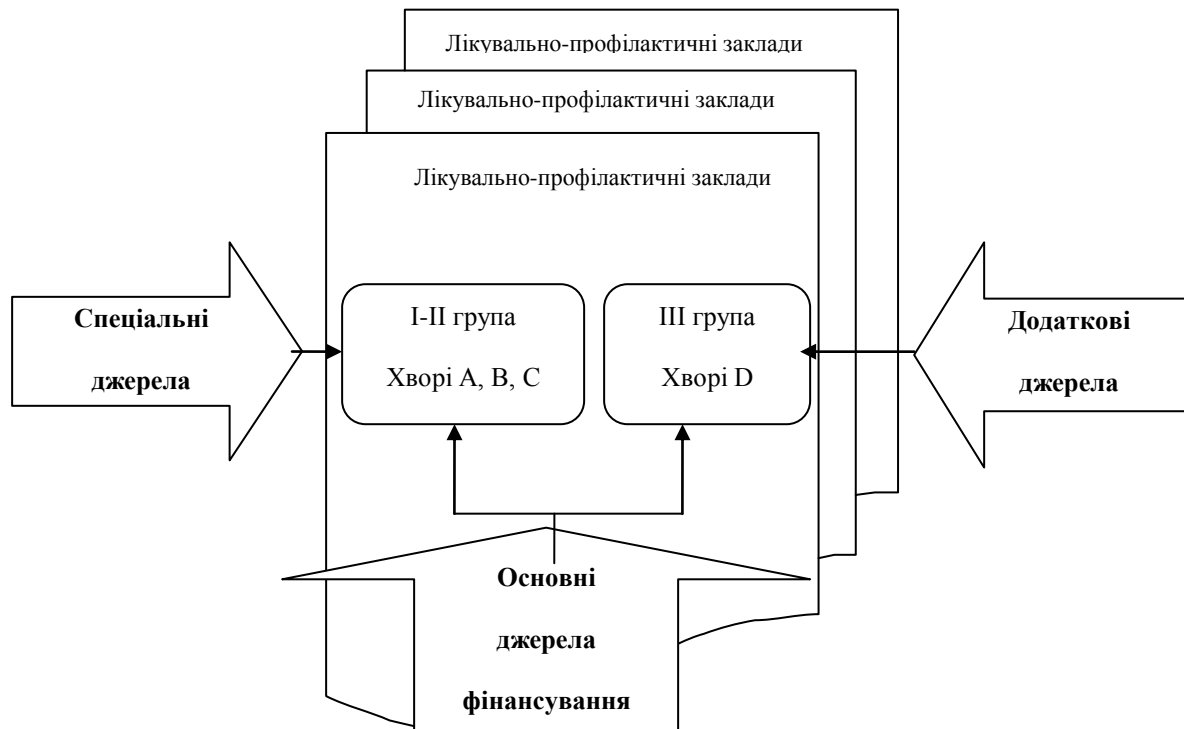 Лікувально-профілактичні заклади
Лікувально-профілактичні заклади
Лікувально-профілактичні заклади
Спеціальні
джерела
I-II група
Хворі A, B, C
III група
Хворі D
Додаткові
джерела
Основні
джерела
фінансування